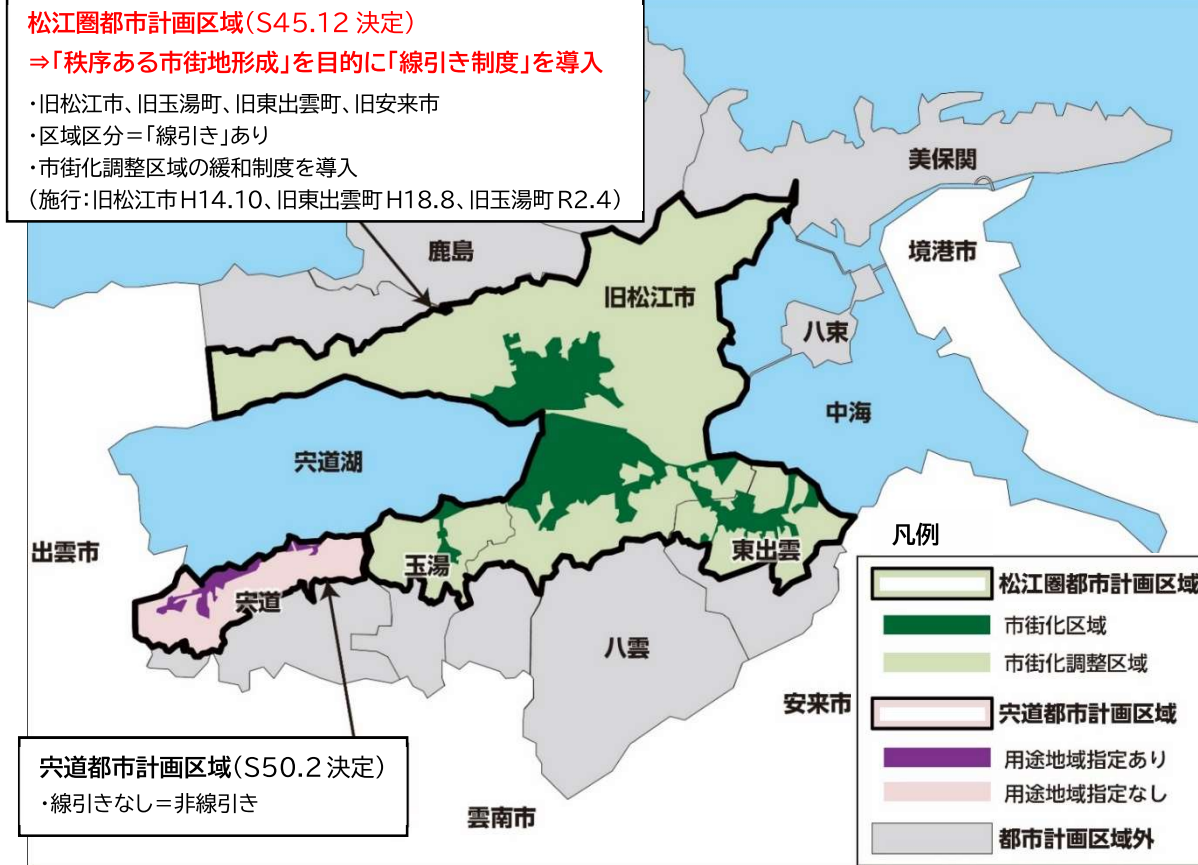 松江圏都市計画区域(S45.12 決定)
⇒「秩序ある市街地形成」を目的に「線引き制度」を導入
・旧松江市、旧玉湯町、旧東出雲町、旧安来市
・区域区分=「線引き」あり
・市街化調整区域の緩和制度を導入
(施行:旧松江市H14.10、旧東出雲町H18.8、旧玉湯町R2.4)
美保関
鹿島
境港市
旧松江市
八束
中海
宍道湖
出雲市
玉湯
東出雲
宍道
八雲
安来市
雲南市
宍道都市計画区域(S50.2 決定)
・線引きなし=非線引き
凡例
松江圏都市計画区域
市街化区域
市街化調整区域
宍道都市計画区域
用途地域指定あり
用途地域指定なし
都市計画区域外